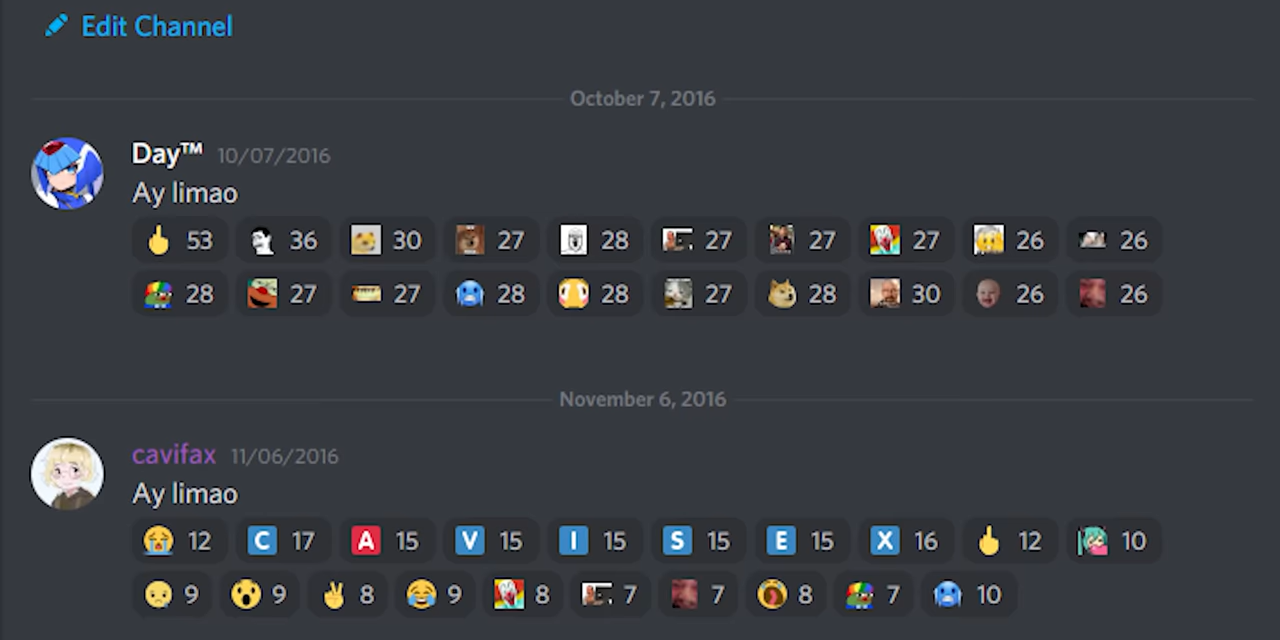 Edit Channel
October 7, 2016
Day™ 10/07/2016
Ay limao
53 36 30 27 28 27 27 27 26 26
28 27 27 28 28 27 28 30 26 26
November 6, 2016
cavifax 11/06/2016
Ay limao
12 C 17 A 15 V 15 I 15 S 15 E 15 X 16 12 10
9 9 8 9 8 7 7 8 7 10